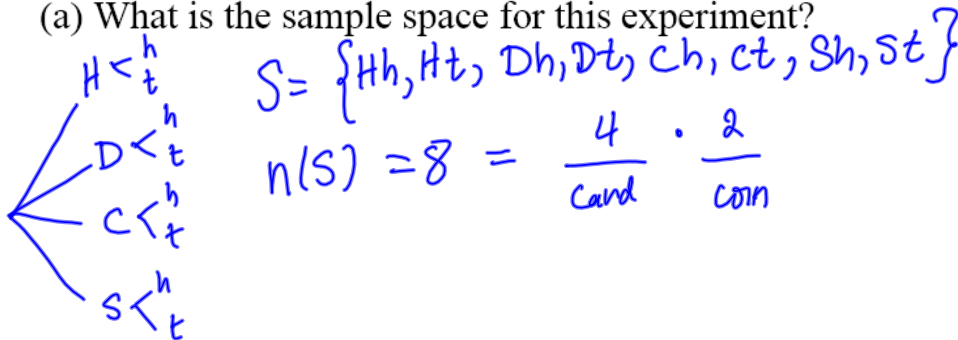 (a) What is the sample space for this experiment?
H < h t
S = {Hh, Ht, Dh, Dt, Ch, Ct, Sh, St}
D < h t
n(S) = 8 = 4 · 2
Card Coin
C < h t
S < h t